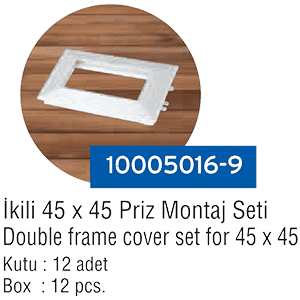 10005016-9
İkili 45 x 45 Priz Montaj Seti
Double frame cover set for 45 x 45
Kutu : 12 adet
Box : 12 pcs.